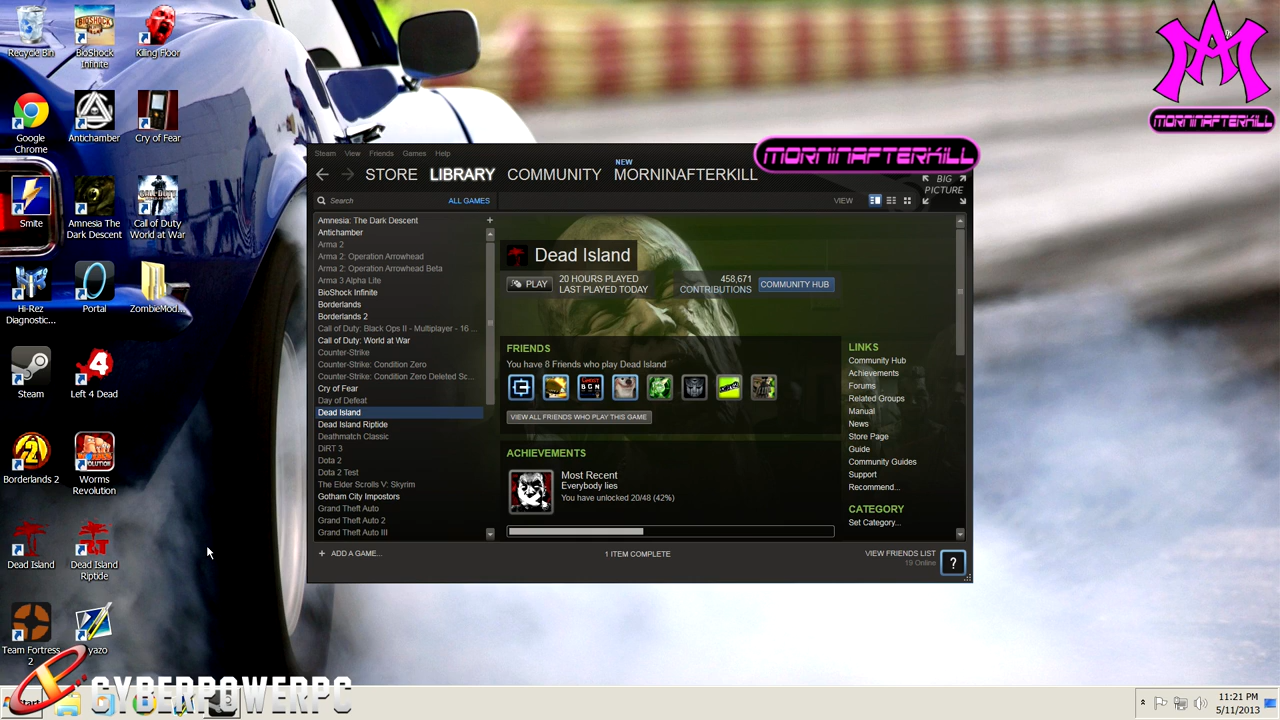 Recycle Bin
BioShock Infinite
Killing Floor
Google Chrome
Antichamber
Cry of Fear
Smite
Amnesia The Dark Descent
Call of Duty World at War
Hi-Rez Diagnostic...
Portal
ZombieMod...
Steam
Left 4 Dead
Borderlands 2
Worms Revolution
Dead Island
Dead Island Riptide
Team Fortress 2
yazo
MORNINAFTERKILL
MORNINAFTERKILL
Steam View Friends Games Help
STORE LIBRARY COMMUNITY MORNINAFTERKILL
NEW
BIG PICTURE
Search
ALL GAMES
VIEW
Amnesia: The Dark Descent
Antichamber
Arma 2
Arma 2: Operation Arrowhead
Arma 2: Operation Arrowhead Beta
Arma 3 Alpha Lite
BioShock Infinite
Borderlands
Borderlands 2
Call of Duty: Black Ops II - Multiplayer - 16 ...
Call of Duty: World at War
Counter-Strike
Counter-Strike: Condition Zero
Counter-Strike: Condition Zero Deleted Sc...
Cry of Fear
Day of Defeat
Dead Island
Dead Island Riptide
Deathmatch Classic
DiRT 3
Dota 2
Dota 2 Test
The Elder Scrolls V: Skyrim
Gotham City Impostors
Grand Theft Auto
Grand Theft Auto 2
Grand Theft Auto III
+ ADD A GAME...
Dead Island
PLAY
20 HOURS PLAYED
LAST PLAYED TODAY
458,671
CONTRIBUTIONS
COMMUNITY HUB
FRIENDS
You have 8 Friends who play Dead Island
VIEW ALL FRIENDS WHO PLAY THIS GAME
ACHIEVEMENTS
Most Recent
Everybody lies
You have unlocked 20/48 (42%)
LINKS
Community Hub
Achievements
Forums
Related Groups
Manual
News
Store Page
Guide
Community Guides
Support
Recommend...
CATEGORY
Set Category...
1 ITEM COMPLETE
VIEW FRIENDS LIST
19 Online
?
CYBERPOWERPC
11:21 PM
5/11/2013